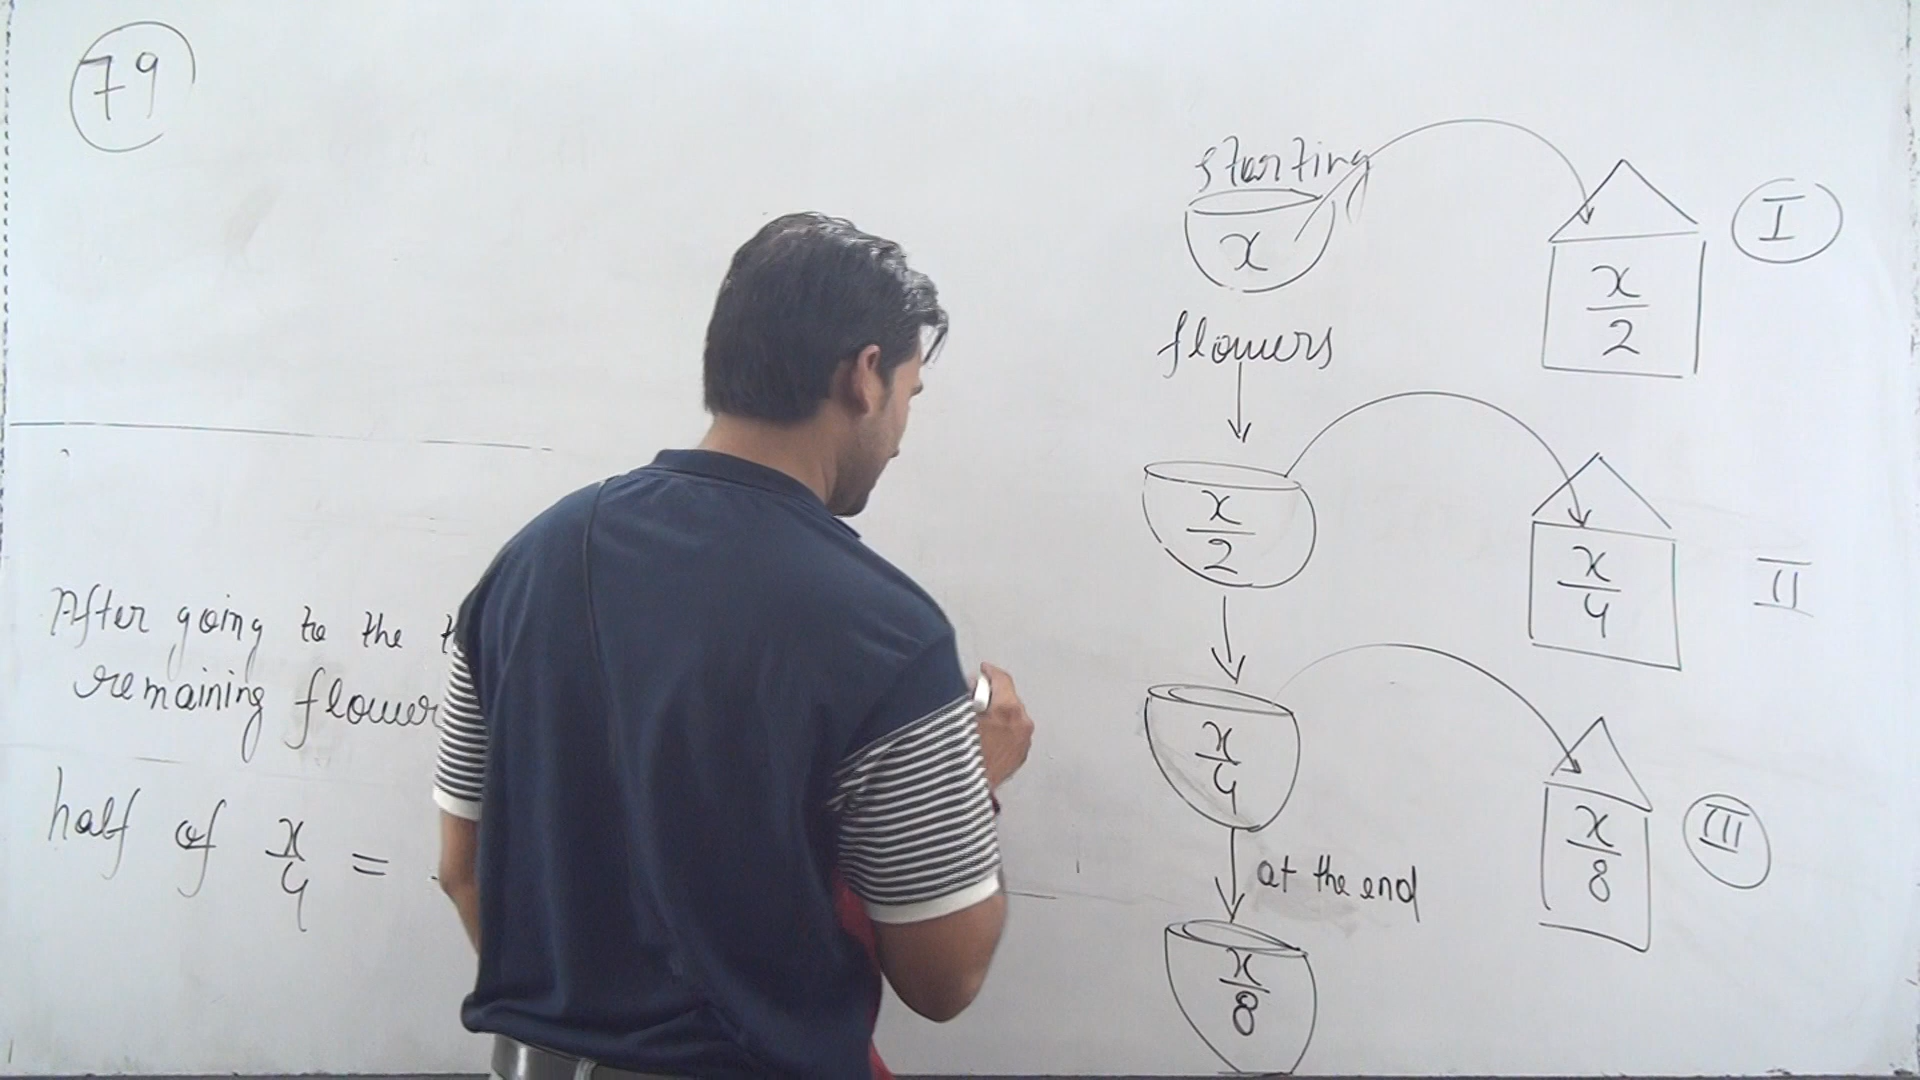 79
After going to the
remaining flower
half of x/4 =
starting
x
flowers
x/2
I
x/2
x/4
II
x/4
x/8
III
at the end
x/8